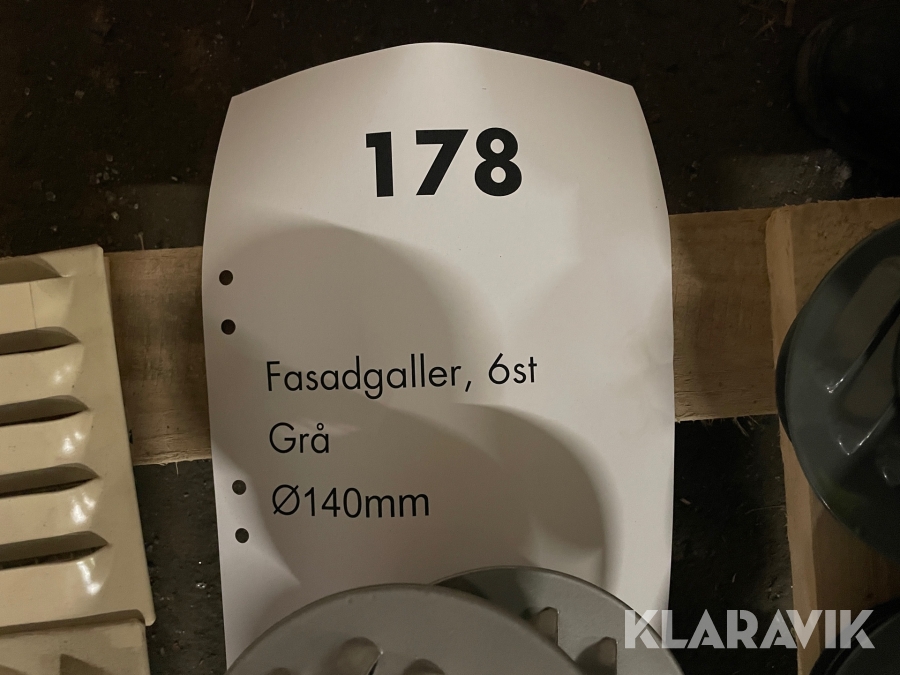 178
Fasadgaller, 6st
Grå
Ø140mm
KLARAVIK